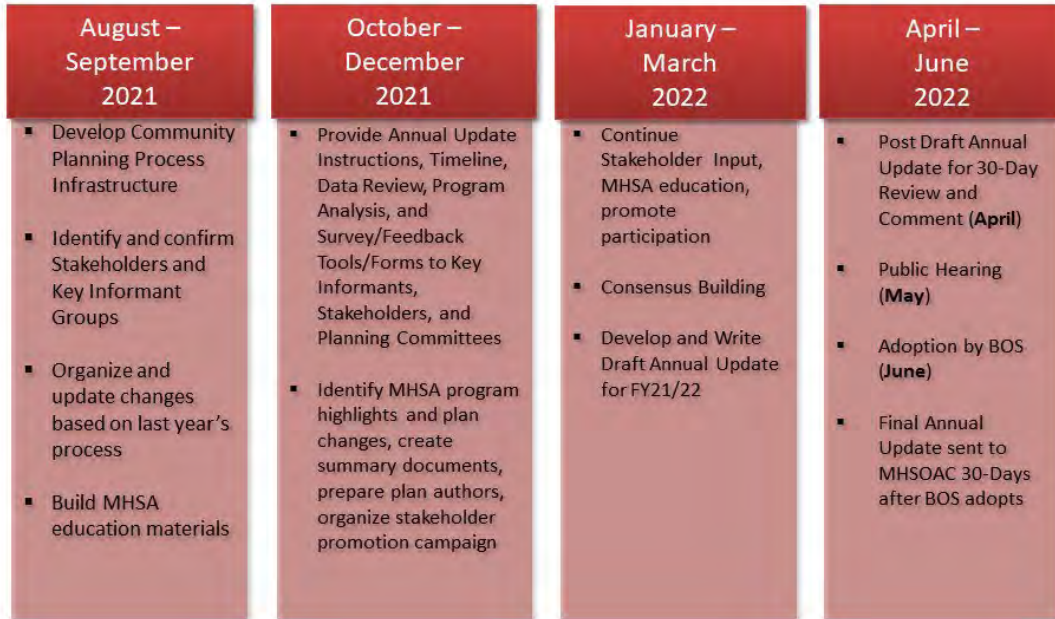 August –
September
2021
▪ Develop Community
Planning Process
Infrastructure
▪ Identify and confirm
Stakeholders and
Key Informant
Groups
▪ Organize and
update changes
based on last year's
process
▪ Build MHSA
education materials
October –
December
2021
▪ Provide Annual Update
Instructions, Timeline,
Data Review, Program
Analysis, and
Survey/Feedback
Tools/Forms to Key
Informants,
Stakeholders, and
Planning Committees
▪ Identify MHSA program
highlights and plan
changes, create
summary documents,
prepare plan authors,
organize stakeholder
promotion campaign
January –
March
2022
▪ Continue
Stakeholder Input,
MHSA education,
promote
participation
▪ Consensus Building
▪ Develop and Write
Draft Annual Update
for FY21/22
April –
June
2022
▪ Post Draft Annual
Update for 30-Day
Review and
Comment (April)
▪ Public Hearing
(May)
▪ Adoption by BOS
(June)
▪ Final Annual
Update sent to
MHSOAC 30-Days
after BOS adopts